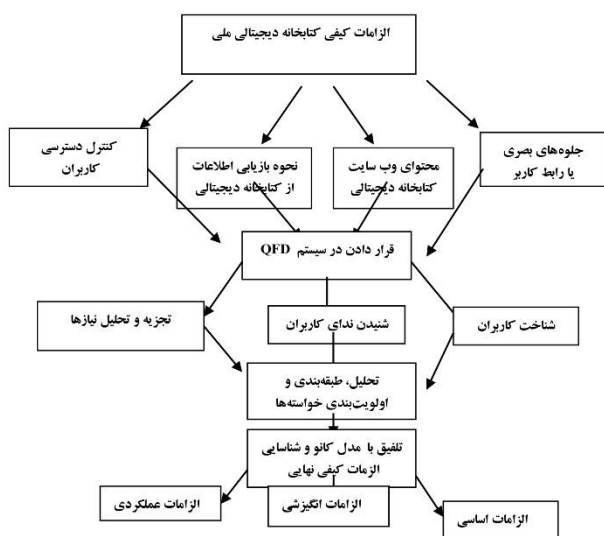 الزامات کیفی کتابخانه دیجیتالی ملی
جلوه‌های بصری
یا رابط کاربر
محتوای وب سایت
کتابخانه دیجیتالی
نحوه بازیابی اطلاعات
از کتابخانه دیجیتالی
کنترل دسترسی
کاربران
قرار دادن در سیستم QFD
شناخت کاربران
شنیدن ندای کاربران
تجزیه و تحلیل نیازها
تحلیل، طبقه‌بندی و
اولویت‌بندی خواسته‌ها
تلفیق با مدل کانو و شناسایی
الزمات کیفی نهایی
الزامات اساسی
الزامات انگیزشی
الزامات عملکردی